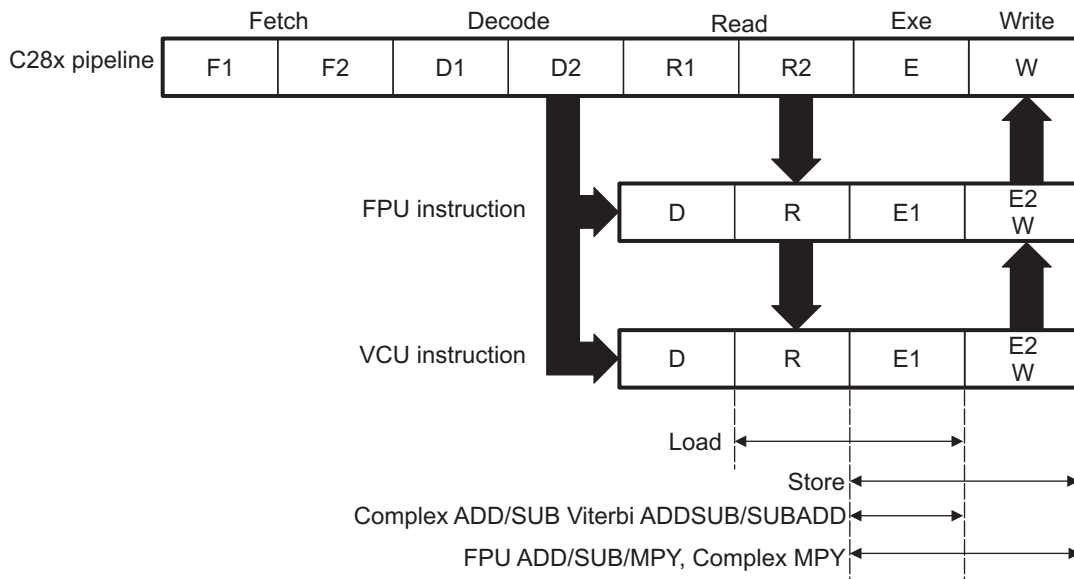 Fetch Decode Read Exe Write
C28x pipeline F1 F2 D1 D2 R1 R2 E W
FPU instruction D R E1 E2
W
VCU instruction D R E1 E2
W
Load
Store
Complex ADD/SUB Viterbi ADDSUB/SUBADD
FPU ADD/SUB/MPY, Complex MPY